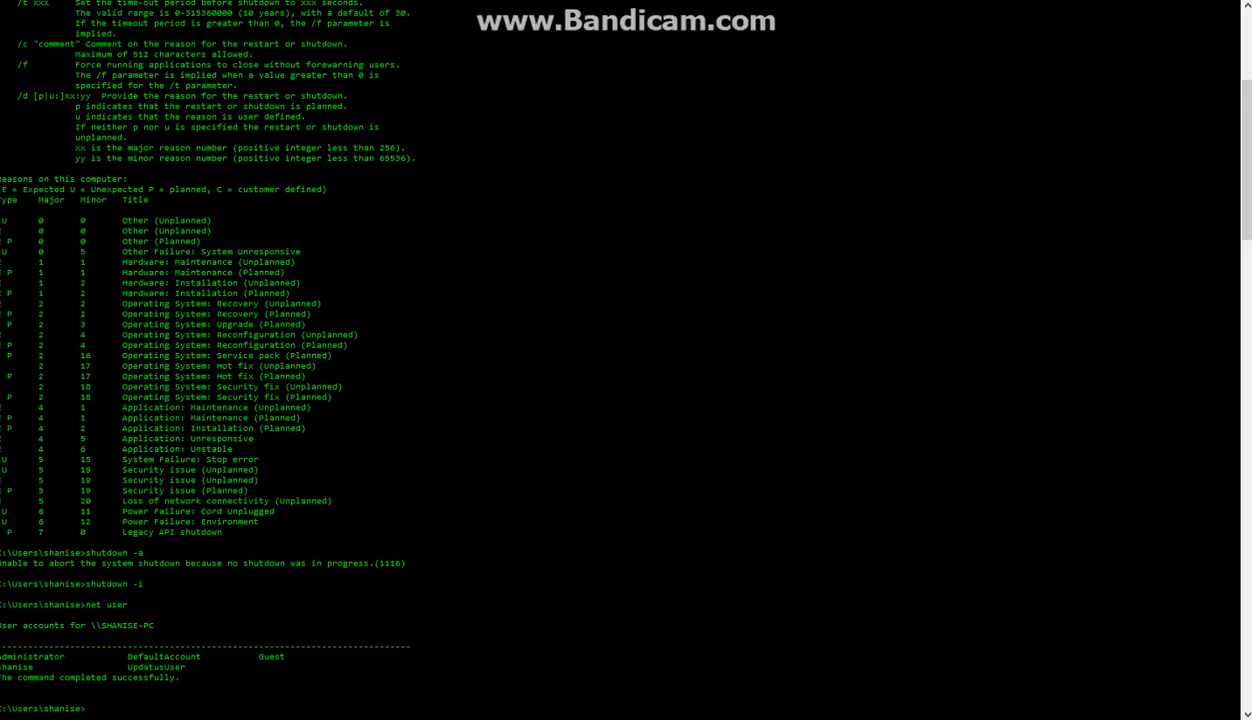 www.Bandicam.com
/t xxx Set the time-out period before shutdown to xxx seconds.
The valid range is 0-315360000 (10 years), with a default of 30.
If the timeout period is greater than 0, the /f parameter is
implied.
/c "comment" Comment on the reason for the restart or shutdown.
Maximum of 512 characters allowed.
/f Force running applications to close without forewarning users.
The /f parameter is implied when a value greater than 0 is
specified for the /t parameter.
/d [p|u:]xx:yy Provide the reason for the restart or shutdown.
p indicates that the restart or shutdown is planned.
u indicates that the reason is user defined.
If neither p nor u is specified the restart or shutdown is
unplanned.
xx is the major reason number (positive integer less than 256).
yy is the minor reason number (positive integer less than 65536).
Reasons on this computer:
(E = Expected U = Unexpected P = planned, C = customer defined)
Type Major Minor Title
U 0 0 Other (Unplanned)
E 0 0 Other (Unplanned)
E P 0 0 Other (Planned)
U 0 5 Other Failure: System Unresponsive
E 1 1 Hardware: Maintenance (Unplanned)
E P 1 1 Hardware: Maintenance (Planned)
E 1 2 Hardware: Installation (Unplanned)
E P 1 2 Hardware: Installation (Planned)
E 2 2 Operating System: Recovery (Unplanned)
E P 2 2 Operating System: Recovery (Planned)
P 2 3 Operating System: Upgrade (Planned)
E 2 4 Operating System: Reconfiguration (Unplanned)
E P 2 4 Operating System: Reconfiguration (Planned)
P 2 16 Operating System: Service pack (Planned)
2 17 Operating System: Hot fix (Unplanned)
P 2 17 Operating System: Hot fix (Planned)
2 18 Operating System: Security fix (Unplanned)
P 2 18 Operating System: Security fix (Planned)
E 4 1 Application: Maintenance (Unplanned)
E P 4 1 Application: Maintenance (Planned)
E P 4 2 Application: Installation (Planned)
E 4 5 Application: Unresponsive
E 4 6 Application: Unstable
U 5 15 System Failure: Stop error
U 5 19 Security issue (Unplanned)
E 5 19 Security issue (Unplanned)
E P 5 19 Security issue (Planned)
E 5 20 Loss of network connectivity (Unplanned)
U 6 11 Power Failure: Cord Unplugged
U 6 12 Power Failure: Environment
P 7 0 Legacy API shutdown
C:\Users\shanise>shutdown -a
Unable to abort the system shutdown because no shutdown was in progress.(1116)
C:\Users\shanise>shutdown -i
C:\Users\shanise>net user
User accounts for \\SHANISE-PC
-------------------------------------------------------------------------------
Administrator DefaultAccount Guest
shanise UpdatusUser
The command completed successfully.
C:\Users\shanise>